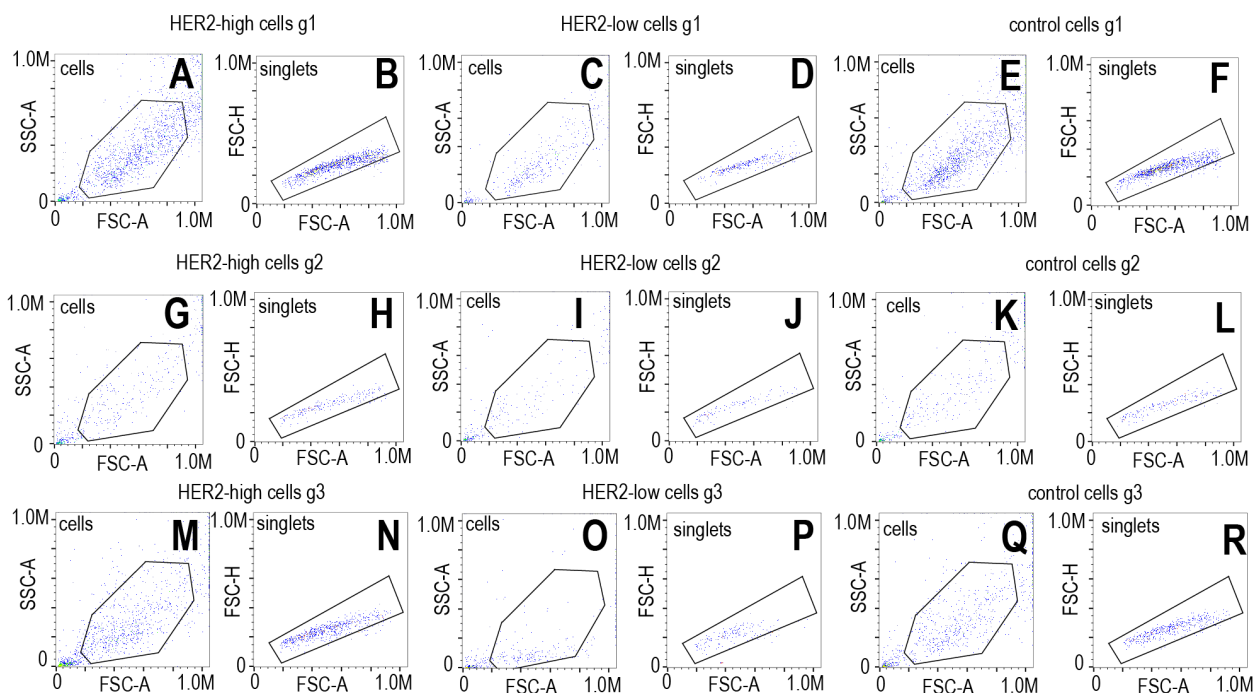 HER2-high cells g1
HER2-low cells g1
control cells g1
1.0M
cells
A
SSC-A
0
0
FSC-A
1.0M
1.0M
singlets
B
FSC-H
0
0
FSC-A
1.0M
1.0M
cells
C
0
0
FSC-A
1.0M
1.0M
singlets
D
FSC-H
0
0
FSC-A
1.0M
1.0M
cells
E
SSC-A
0
0
FSC-A
1.0M
1.0M
singlets
F
FSC-H
0
0
FSC-A
1.0M
HER2-high cells g2
HER2-low cells g2
control cells g2
1.0M
cells
G
SSC-A
0
0
FSC-A
1.0M
1.0M
singlets
H
FSC-H
0
0
FSC-A
1.0M
1.0M
cells
I
0
0
FSC-A
1.0M
1.0M
singlets
J
FSC-H
0
0
FSC-A
1.0M
1.0M
cells
K
SSC-A
0
0
FSC-A
1.0M
1.0M
singlets
L
FSC-H
0
0
FSC-A
1.0M
HER2-high cells g3
HER2-low cells g3
control cells g3
1.0M
cells
M
SSC-A
0
0
FSC-A
1.0M
1.0M
singlets
N
FSC-H
0
0
FSC-A
1.0M
1.0M
cells
O
0
0
FSC-A
1.0M
1.0M
singlets
P
FSC-H
0
0
FSC-A
1.0M
1.0M
cells
Q
SSC-A
0
0
FSC-A
1.0M
1.0M
singlets
R
FSC-H
0
0
FSC-A
1.0M